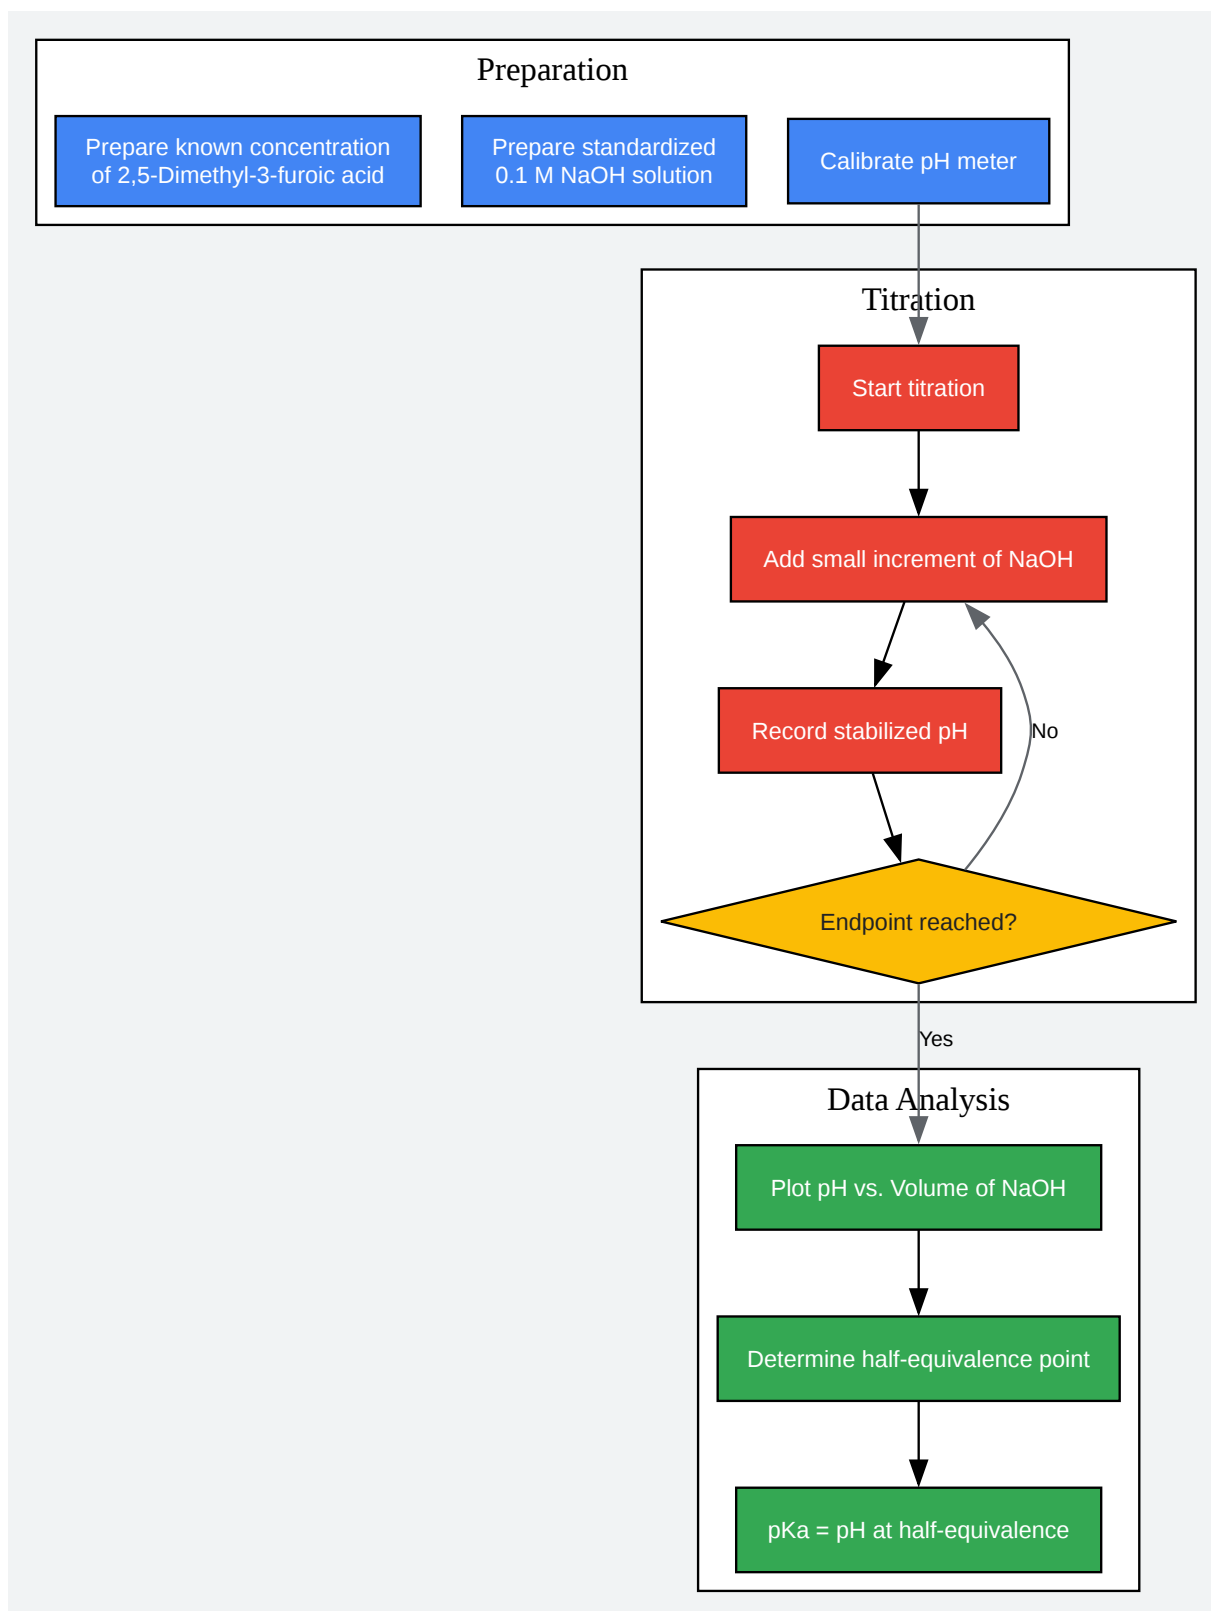 Preparation
Prepare known concentration
of 2,5-Dimethyl-3-furoic acid
Prepare standardized
0.1 M NaOH solution
Calibrate pH meter
Titration
Start titration
Add small increment of NaOH
Record stabilized pH
No
Endpoint reached?
Yes
Data Analysis
Plot pH vs. Volume of NaOH
Determine half-equivalence point
pKa = pH at half-equivalence